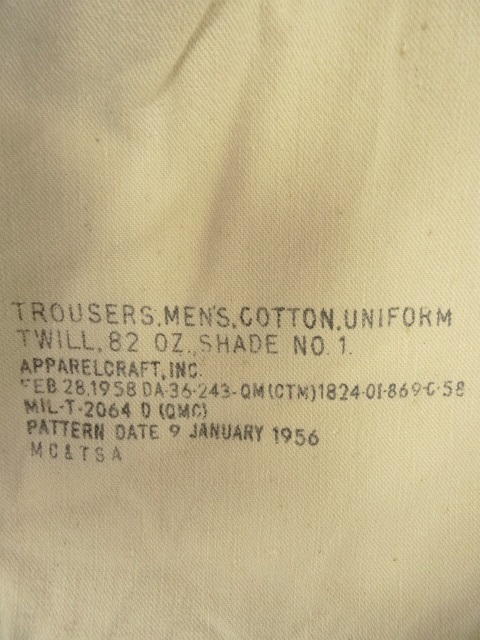 TROUSERS, MEN'S, COTTON, UNIFORM
TWILL, 82 OZ., SHADE NO. 1.
APPARELCRAFT, INC.
FEB 28, 1958 DA-36-243-QM(CTM)1824-O1-869-C-58
MIL-T-2064 D (QMC)
PATTERN DATE 9 JANUARY 1956
MC&TSA